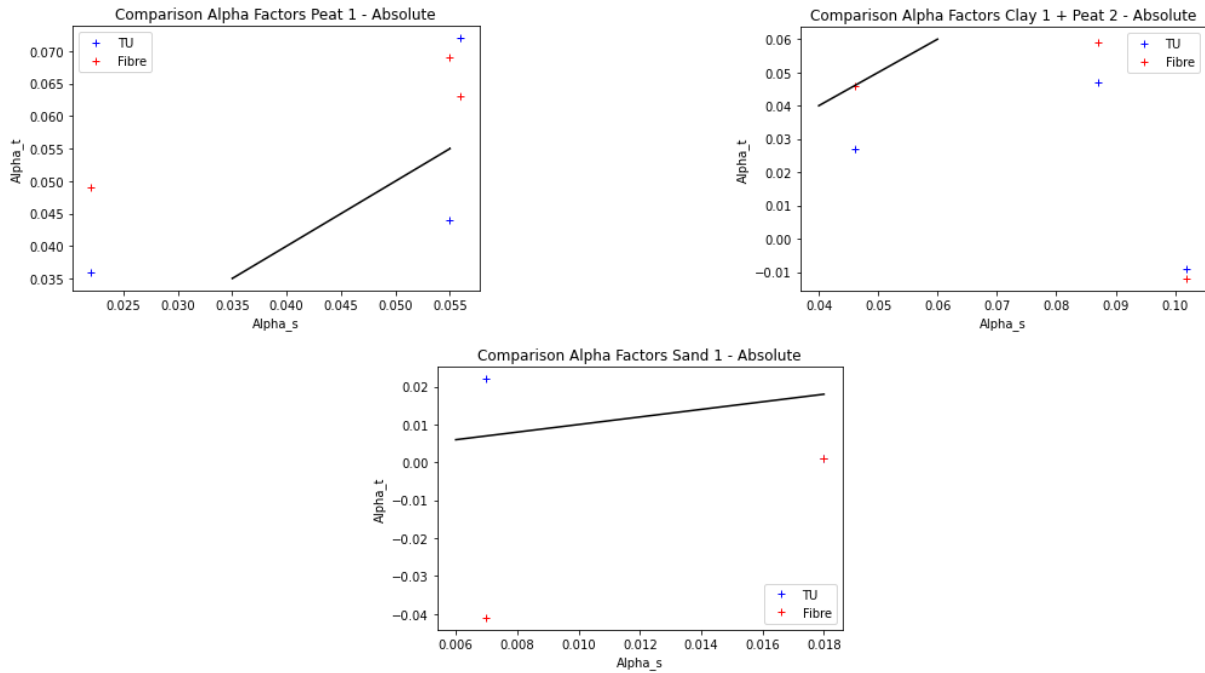 Comparison Alpha Factors Peat 1 - Absolute
TU
Fibre
0.070
0.065
0.060
0.055
0.050
0.045
0.040
0.035
Alpha_t
0.025 0.030 0.035 0.040 0.045 0.050 0.055
Alpha_s
Comparison Alpha Factors Clay 1 + Peat 2 - Absolute
TU
Fibre
0.06
0.05
0.04
0.03
0.02
0.01
0.00
−0.01
Alpha_t
0.04 0.05 0.06 0.07 0.08 0.09 0.10
Alpha_s
Comparison Alpha Factors Sand 1 - Absolute
0.02
0.01
0.00
−0.01
−0.02
−0.03
−0.04
Alpha_t
TU
Fibre
0.006 0.008 0.010 0.012 0.014 0.016 0.018
Alpha_s